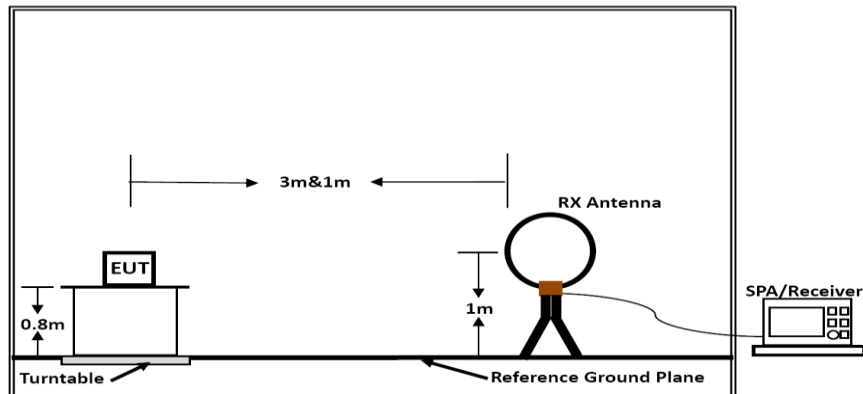 3m&1m
RX Antenna
EUT
SPA/Receiver
0.8m
1m
Turntable
Reference Ground Plane